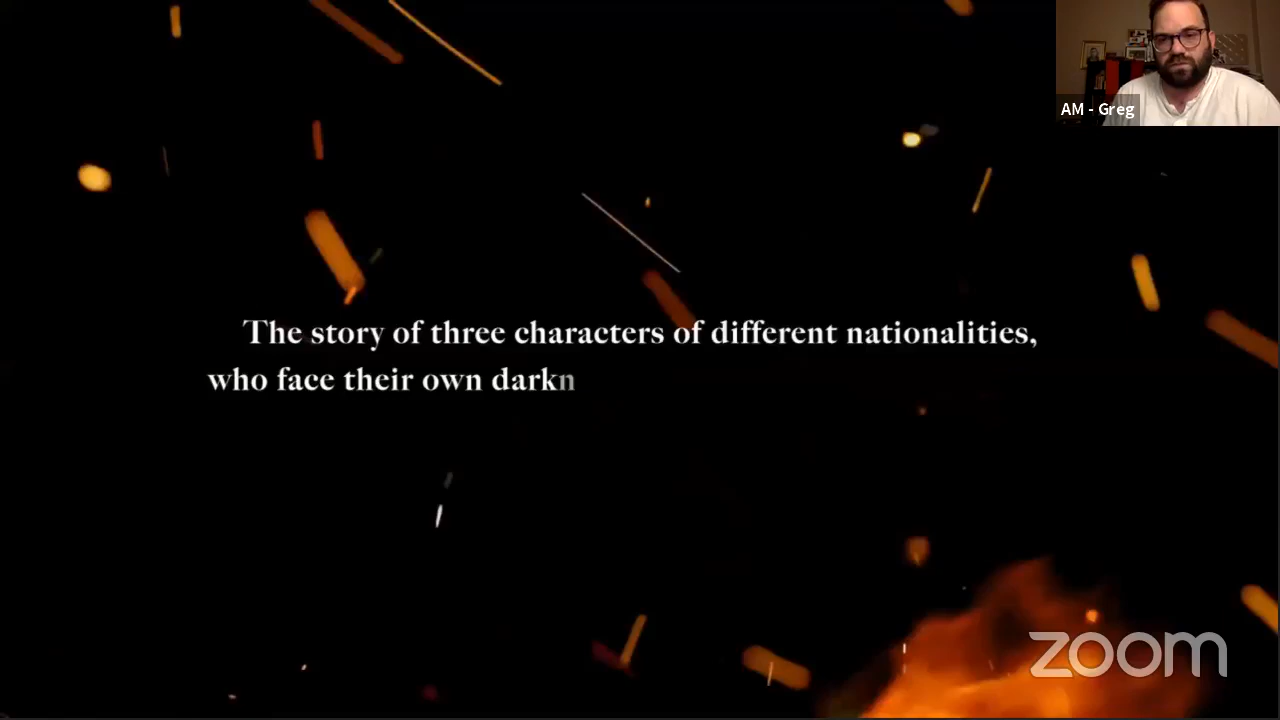 AM - Greg
The story of three characters of different nationalities,
who face their own darkn
zoom